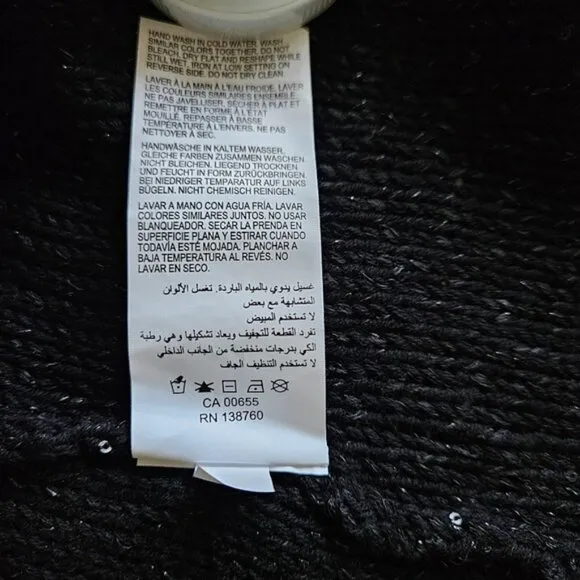 HAND WASH IN COLD WATER, WASH
SIMILAR COLORS TOGETHER. DO NOT
BLEACH, DRY FLAT AND RESHAPE WHILE
STILL WET, IRON AT LOW SETTING ON
REVERSE SIDE. DO NOT DRY CLEAN.
LAVER À LA MAIN À L'EAU FROIDE. LAVER
LES COULEURS SIMILAIRES ENSEMBLE.
NE PAS JAVELLISER. SÉCHER À PLAT ET
REMETTRE EN FORME À L'ÉTAT
MOUILLÉ. REPASSER À BASSE
TEMPÉRATURE À L'ENVERS. NE PAS
NETTOYER À SEC.
HANDWÄSCHE IN KALTEM WASSER.
GLEICHE FARBEN ZUSAMMEN WASCHEN.
NICHT BLEICHEN. LIEGEND TROCKNEN
UND FEUCHT IN FORM ZURÜCKBRINGEN.
BEI NIEDRIGER TEMPARATUR AUF LINKS
BÜGELN. NICHT CHEMISCH REINIGEN.
LAVAR A MANO CON AGUA FRÍA. LAVAR
COLORES SIMILARES JUNTOS. NO USAR
BLANQUEADOR. SECAR LA PRENDA EN
SUPERFICIE PLANA Y ESTIRAR CUANDO
TODAVÍA ESTÉ MOJADA. PLANCHAR A
BAJA TEMPERATURA AL REVÉS. NO
LAVAR EN SECO.
غسيل يدوي بالمياه الباردة. تغسل الألوان
المتشابهة مع بعض
لا تستخدم المبيض
تفرد القطعة للتجفيف ويعاد تشكيلها وهي رطبة
الكي بدرجات منخفضة من الجانب الداخلي
لا تستخدم التنظيف الجاف
CA 00655
RN 138760